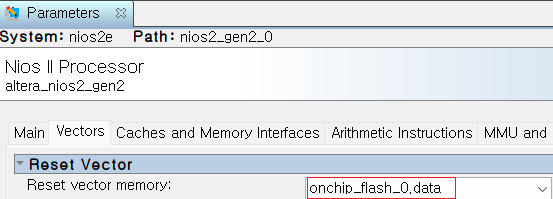 Parameters
System: nios2e Path: nios2_gen2_0
Nios II Processor
altera_nios2_gen2
Main Vectors Caches and Memory Interfaces Arithmetic Instructions MMU and
Reset Vector
Reset vector memory: onchip_flash_0,data